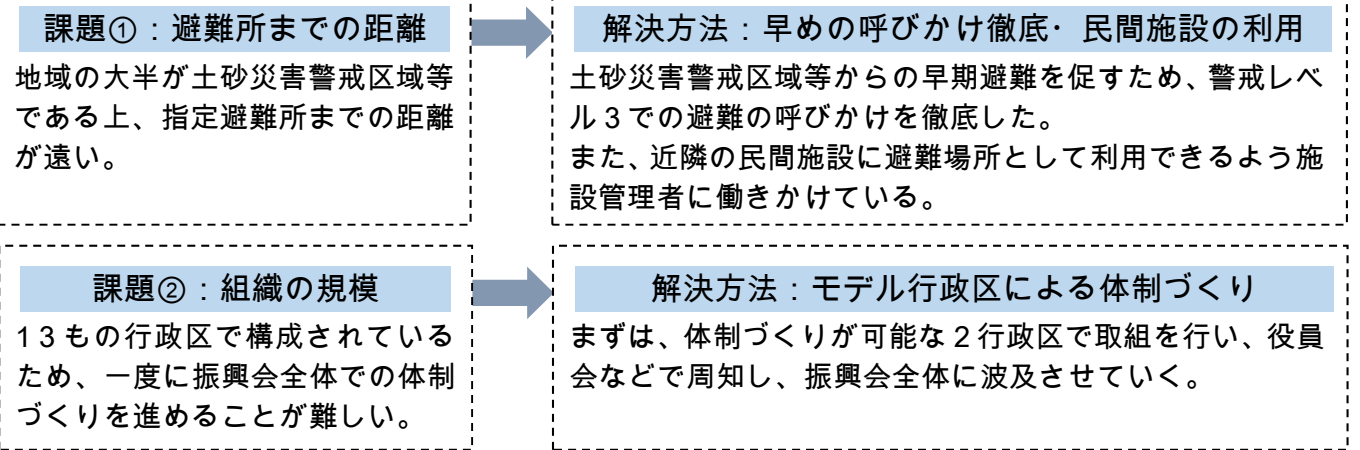 課題①：避難所までの距離
地域の大半が土砂災害警戒区域等
である上、指定避難所までの距離
が遠い。
解決方法：早めの呼びかけ徹底・民間施設の利用
土砂災害警戒区域等からの早期避難を促すため、警戒レベ
ル３での避難の呼びかけを徹底した。
また、近隣の民間施設に避難場所として利用できるよう施
設管理者に働きかけている。
課題②：組織の規模
１３もの行政区で構成されている
ため、一度に振興会全体での体制
づくりを進めることが難しい。
解決方法：モデル行政区による体制づくり
まずは、体制づくりが可能な２行政区で取組を行い、役員
会などで周知し、振興会全体に波及させていく。